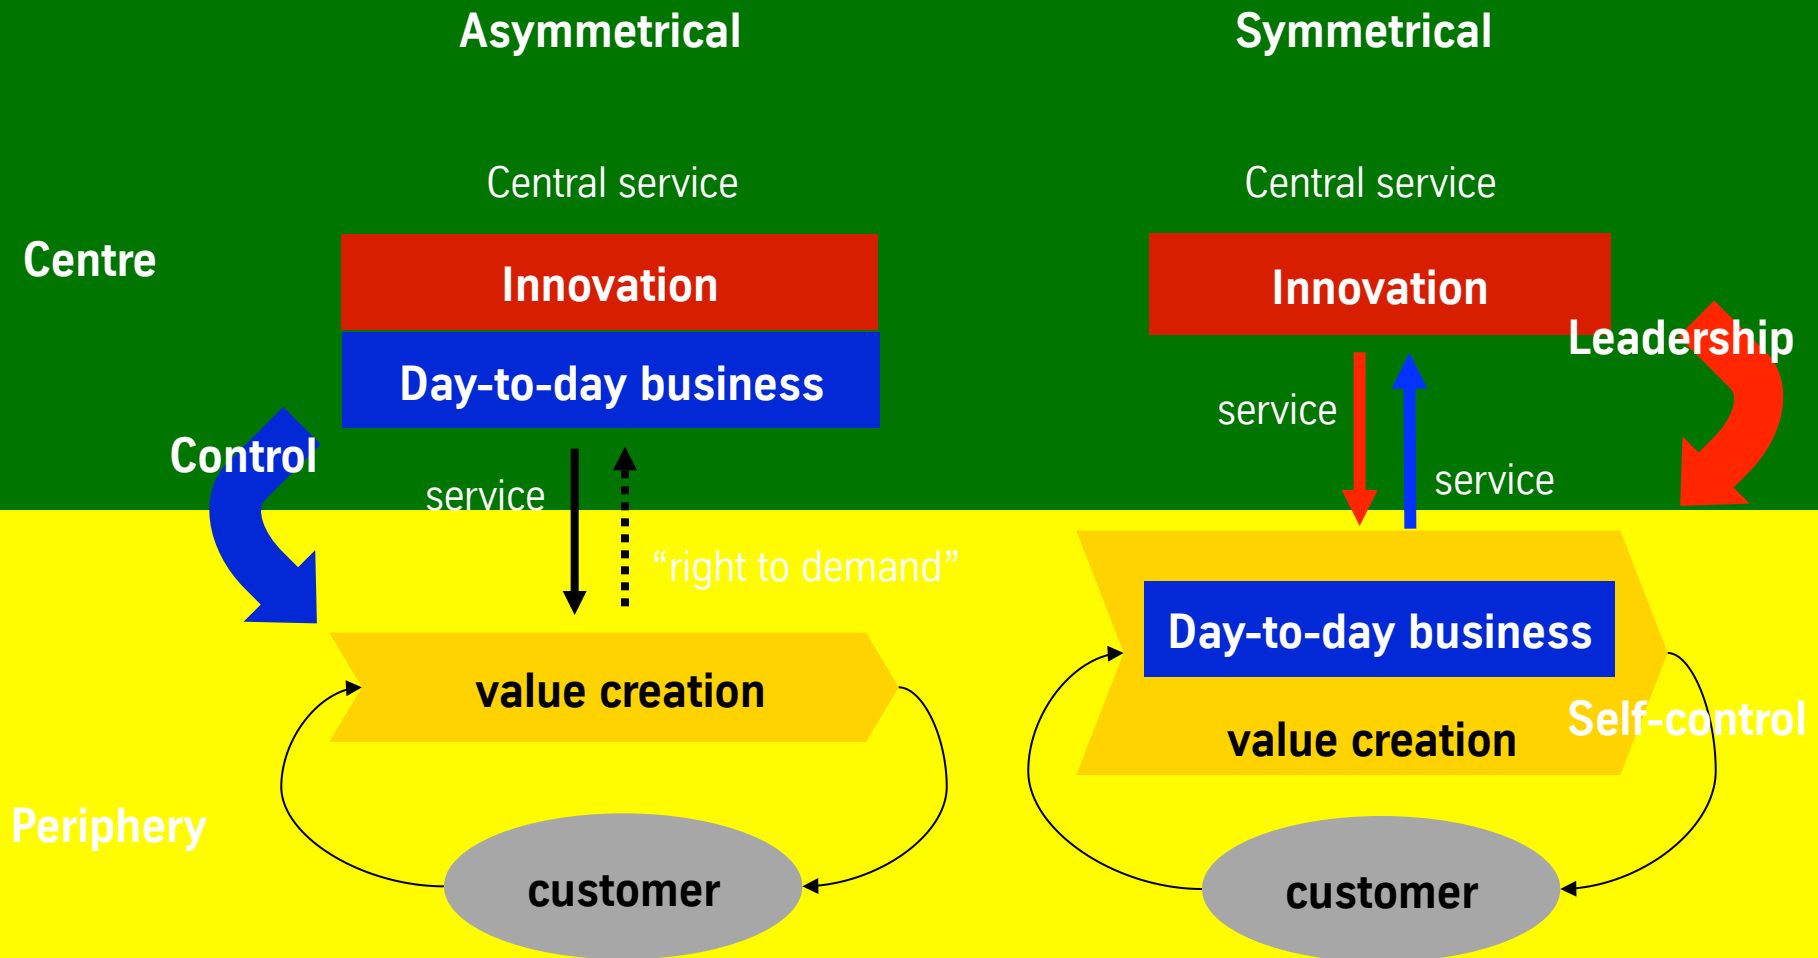 Asymmetrical
Symmetrical
Central service
Central service
Centre
Innovation
Innovation
Leadership
Day-to-day business
service
Control
service
service
“right to demand”
Day-to-day business
value creation
Self-control
value creation
Periphery
customer
customer